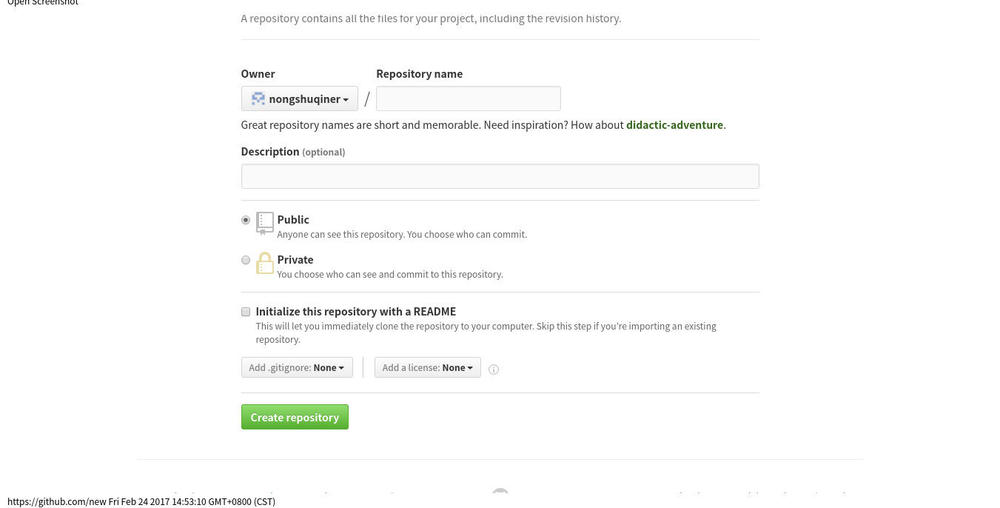 Open Screenshot
A repository contains all the files for your project, including the revision history.
Owner
Repository name
nongshuqiner
/
Great repository names are short and memorable. Need inspiration? How about didactic-adventure.
Description (optional)
Public
Anyone can see this repository. You choose who can commit.
Private
You choose who can see and commit to this repository.
Initialize this repository with a README
This will let you immediately clone the repository to your computer. Skip this step if you’re importing an existing
repository.
Add .gitignore: None
Add a license: None
Create repository
https://github.com/new Fri Feb 24 2017 14:53:10 GMT+0800 (CST)